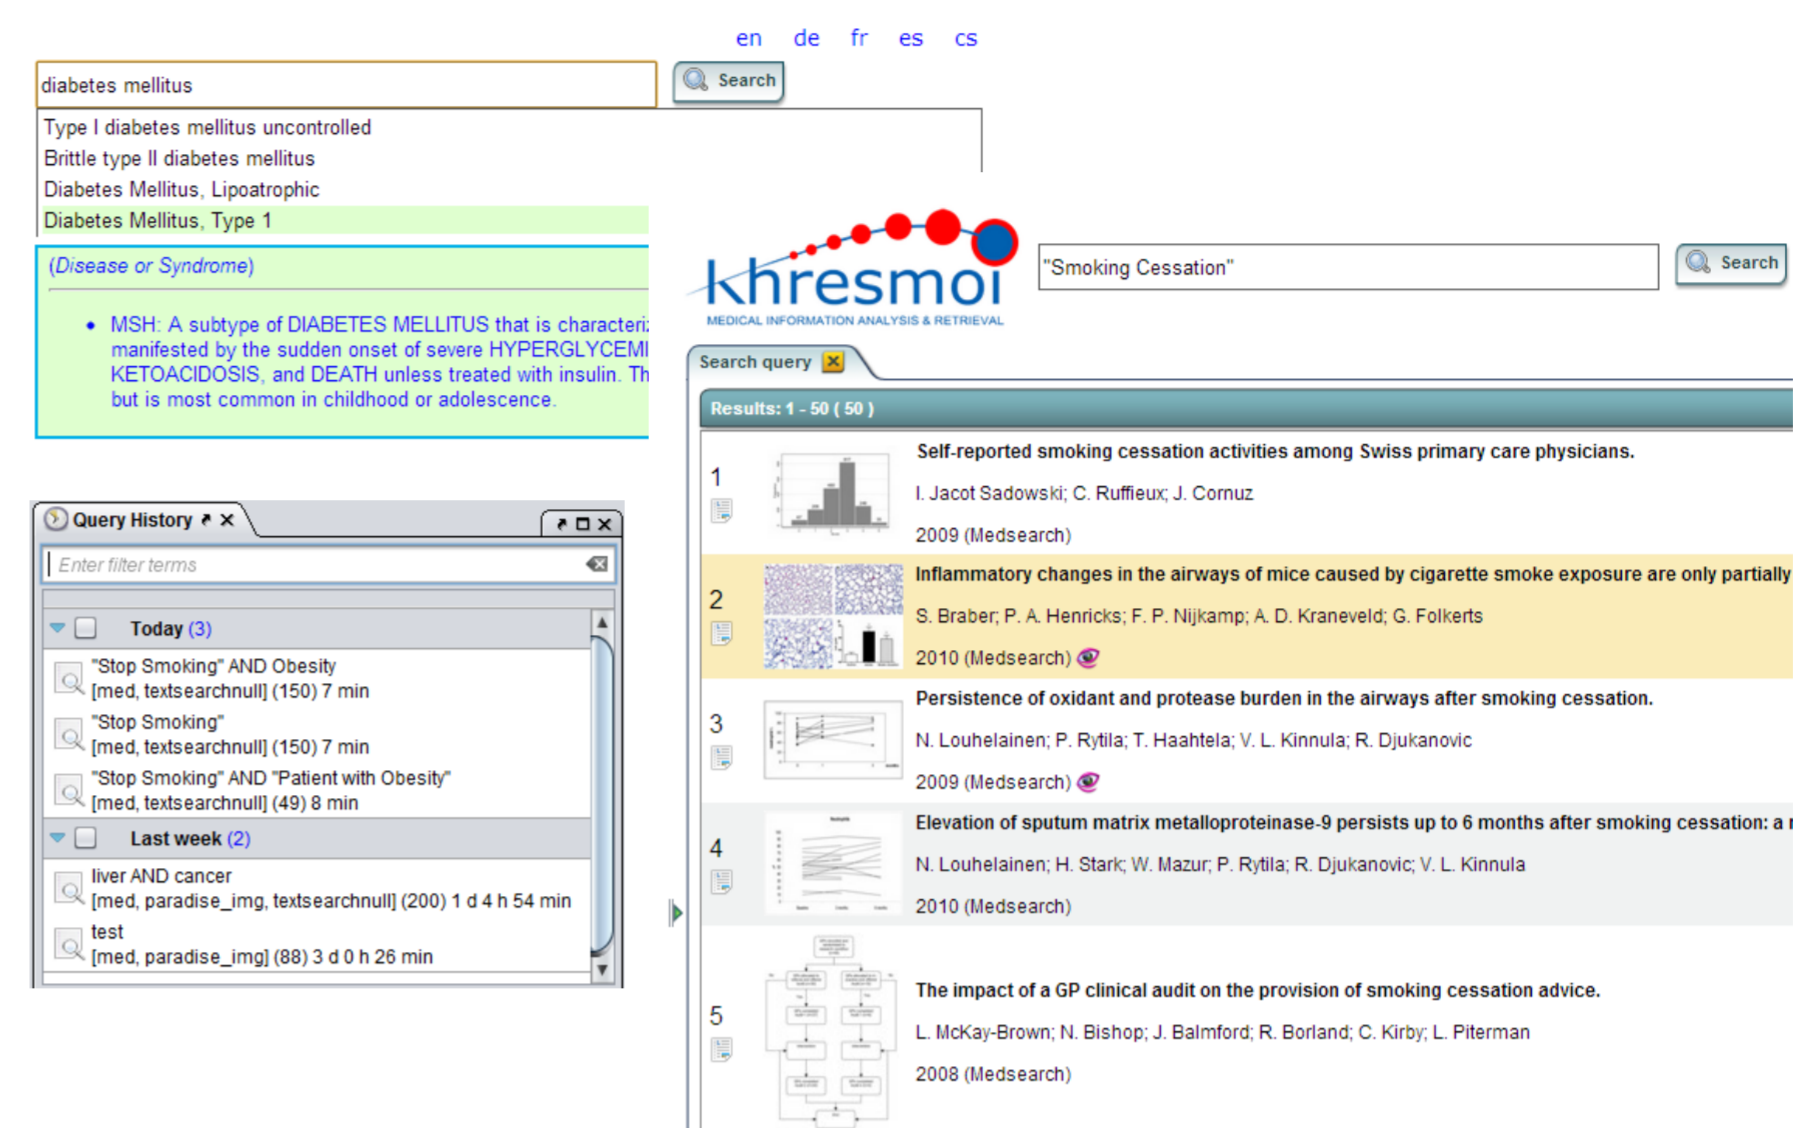 en de fr es cs
diabetes mellitus
Search
Type I diabetes mellitus uncontrolled
Brittle type II diabetes mellitus
Diabetes Mellitus, Lipoatrophic
Diabetes Mellitus, Type 1
(Disease or Syndrome)
• MSH: A subtype of DIABETES MELLITUS that is
manifested by the sudden onset of severe
KETOACIDOSIS, and DEATH unless treated with insulin.
but is most common in childhood or adolescence.
Query History
Enter filter terms
Today (3)
"Stop Smoking" AND Obesity
[med, textsearchnull] (150) 7 min
"Stop Smoking"
[med, textsearchnull] (150) 7 min
"Stop Smoking" AND "Patient with Obesity"
[med, textsearchnull] (49) 8 min
Last week (2)
liver AND cancer
[med, paradise_img, textsearchnull] (200) 1 d 4 h 54 min
test
[med, paradise_img] (88) 3 d 0 h 26 min
khresmoi
MEDICAL INFORMATION ANALYSIS & RETRIEVAL
"Smoking Cessation"
Search
Search query
Results: 1 - 50 ( 50 )
1
Self-reported smoking cessation activities among Swiss primary care physicians.
I. Jacot Sadowski; C. Ruffieux; J. Cornuz
2009 (Medsearch)
2
Inflammatory changes in the airways of mice caused by cigarette smoke exposure are only partially
S. Braber; P. A. Henricks; F. P. Nijkamp; A. D. Kraneveld; G. Folkerts
2010 (Medsearch)
3
Persistence of oxidant and protease burden in the airways after smoking cessation.
N. Louhelainen; P. Rytila; T. Haahtela; V. L. Kinnula; R. Djukanovic
2009 (Medsearch)
4
Elevation of sputum matrix metalloproteinase-9 persists up to 6 months after smoking cessation: a
N. Louhelainen; H. Stark; W. Mazur; P. Rytila; R. Djukanovic; V. L. Kinnula
2010 (Medsearch)
5
The impact of a GP clinical audit on the provision of smoking cessation advice.
L. McKay-Brown; N. Bishop; J. Balmford; R. Borland; C. Kirby; L. Piterman
2008 (Medsearch)